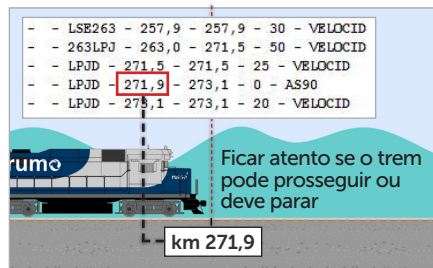 - - LSE263 - 257,9 - 257,9 - 30 - VELOCID
- - 263LPJ - 263,0 - 271,5 - 50 - VELOCID
- - LPJD - 271,5 - 271,5 - 25 - VELOCID
- - LPJD - 271,9 - 273,1 - 0 - AS90
- - LPJD - 273,1 - 273,1 - 20 - VELOCID
rumo
Ficar atento se o trem
pode prosseguir ou
deve parar
km 271,9